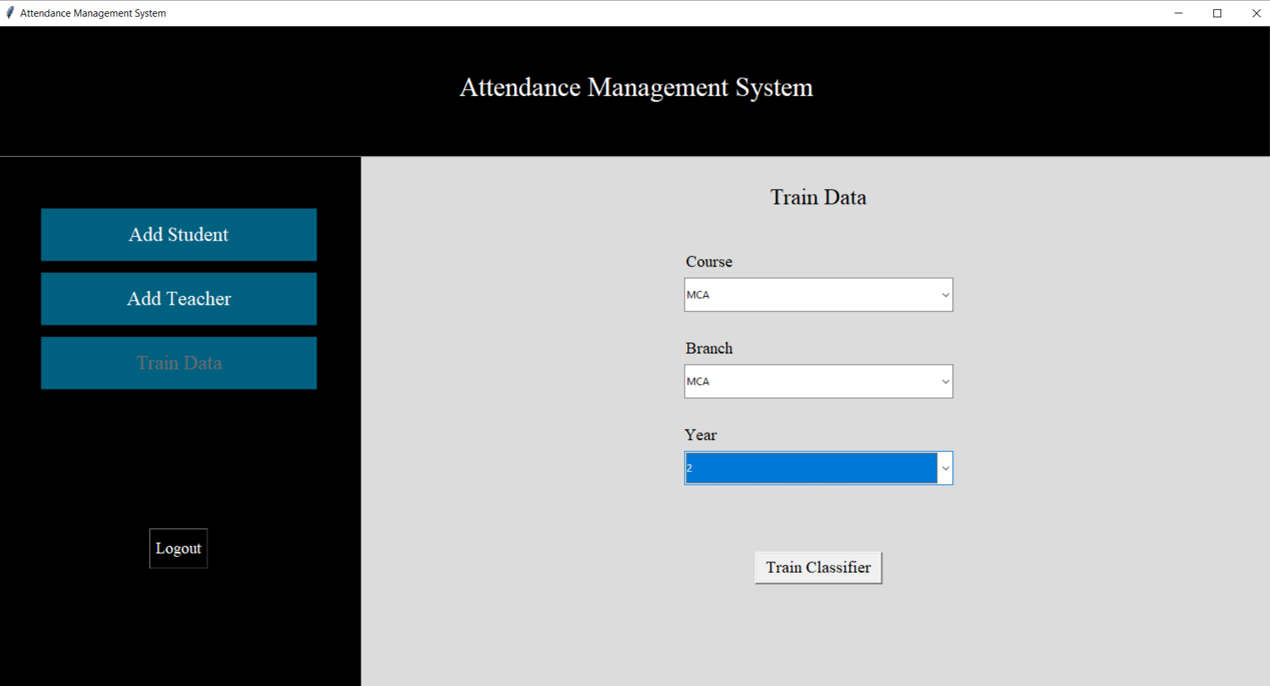 Attendance Management System
Attendance Management System
Add Student
Add Teacher
Train Data
Logout
Train Data
Course
MCA
Branch
MCA
Year
2
Train Classifier